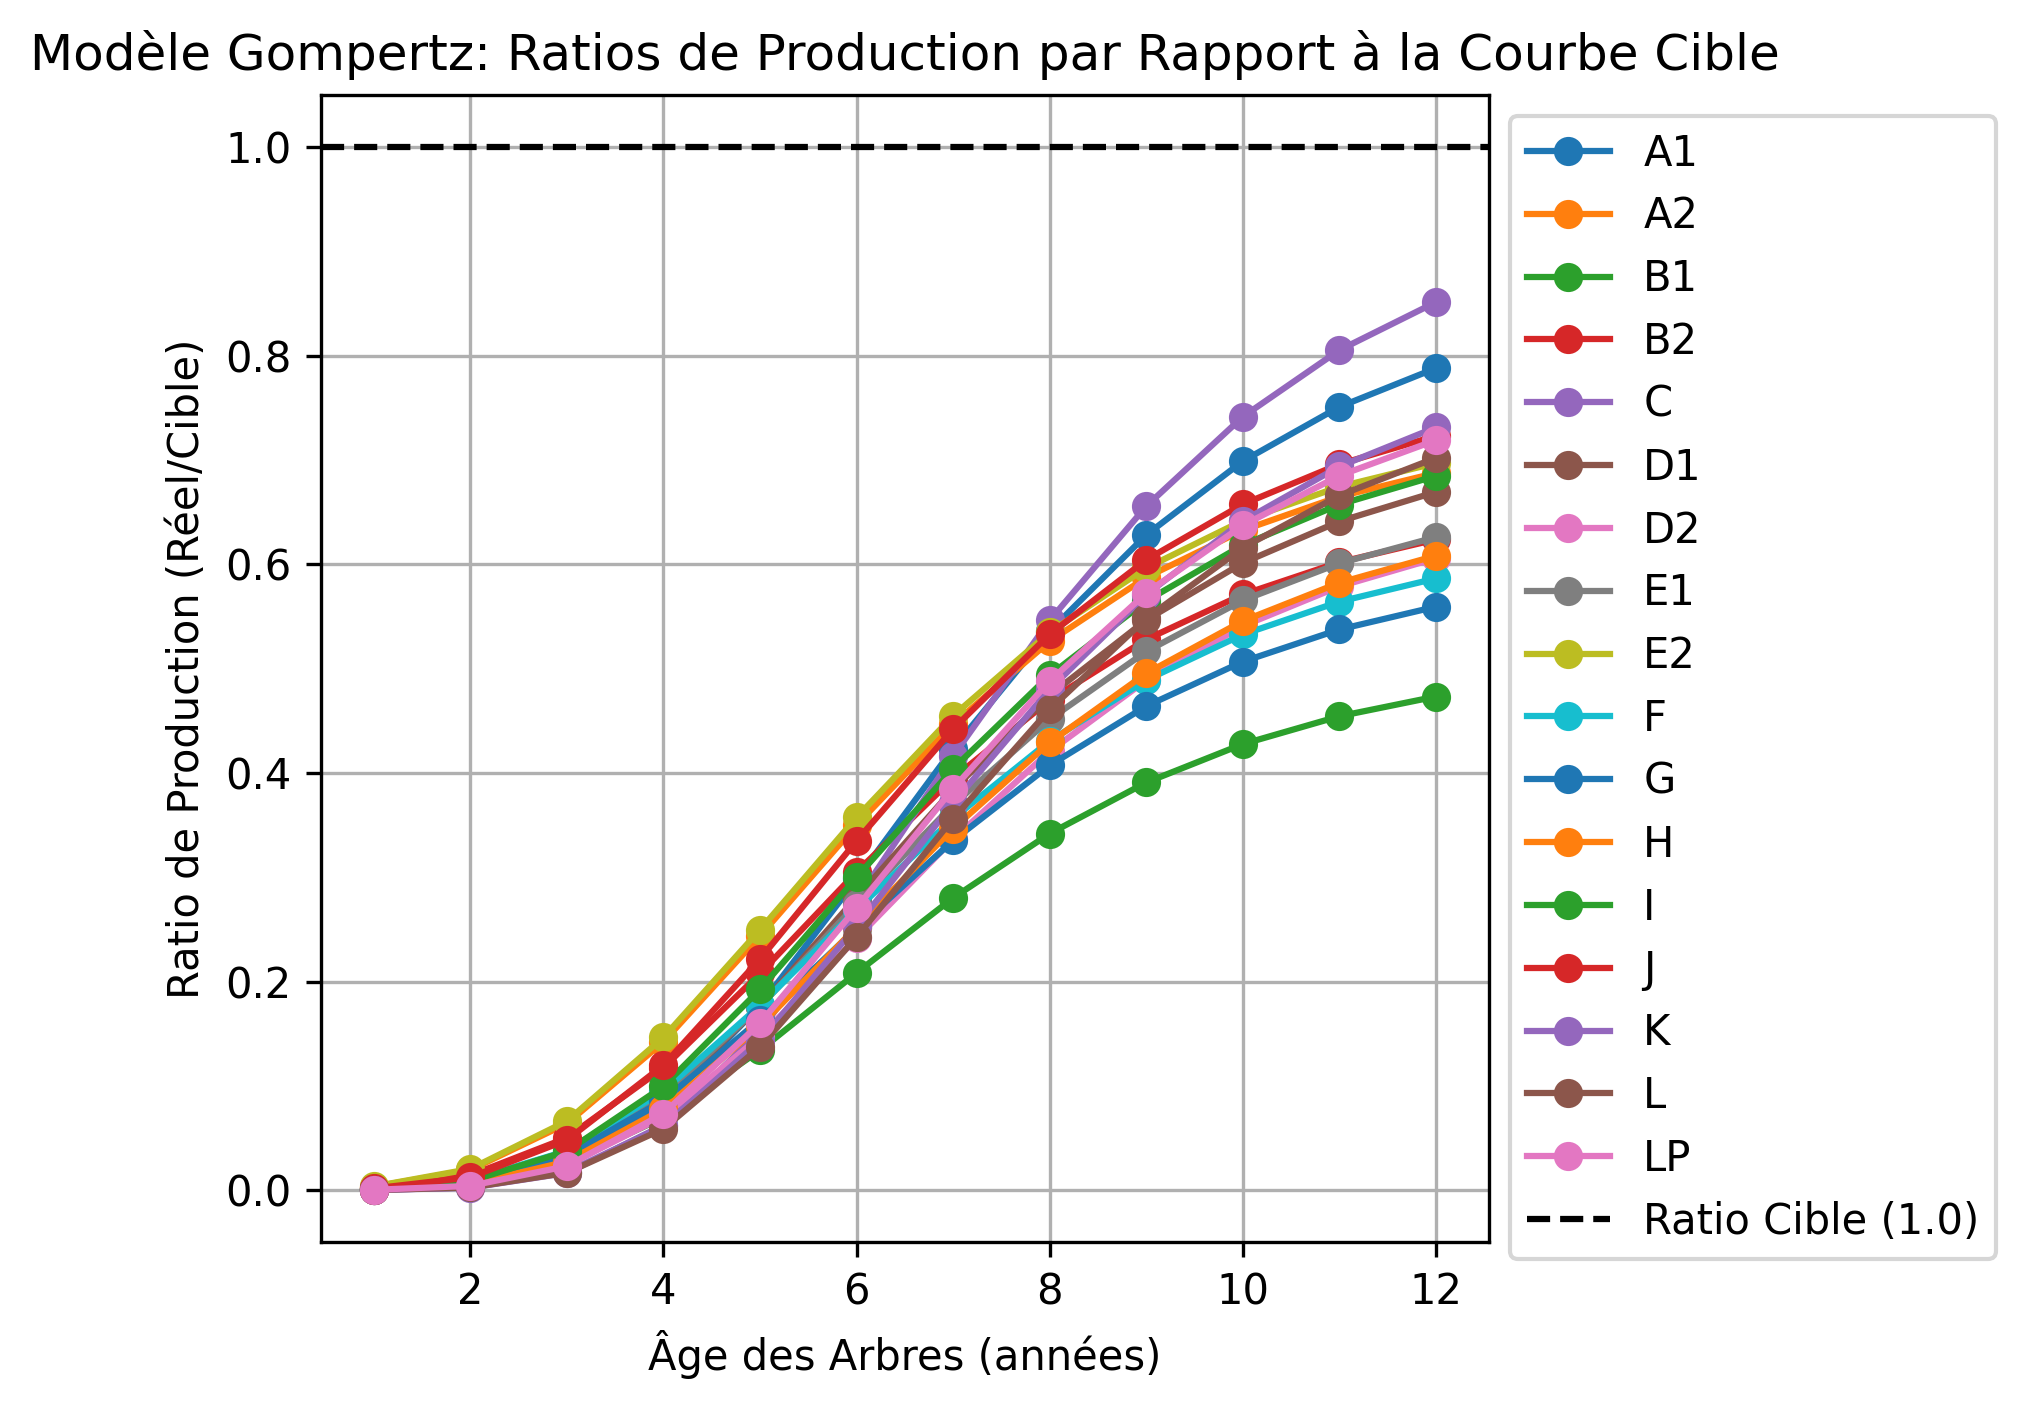 Modèle Gompertz: Ratios de Production par Rapport à la Courbe Cible
Ratio de Production (Réel/Cible)
1.0
0.8
0.6
0.4
0.2
0.0
2 4 6 8 10 12
Âge des Arbres (années)
A1
A2
B1
B2
C
D1
D2
E1
E2
F
G
H
I
J
K
L
LP
Ratio Cible (1.0)